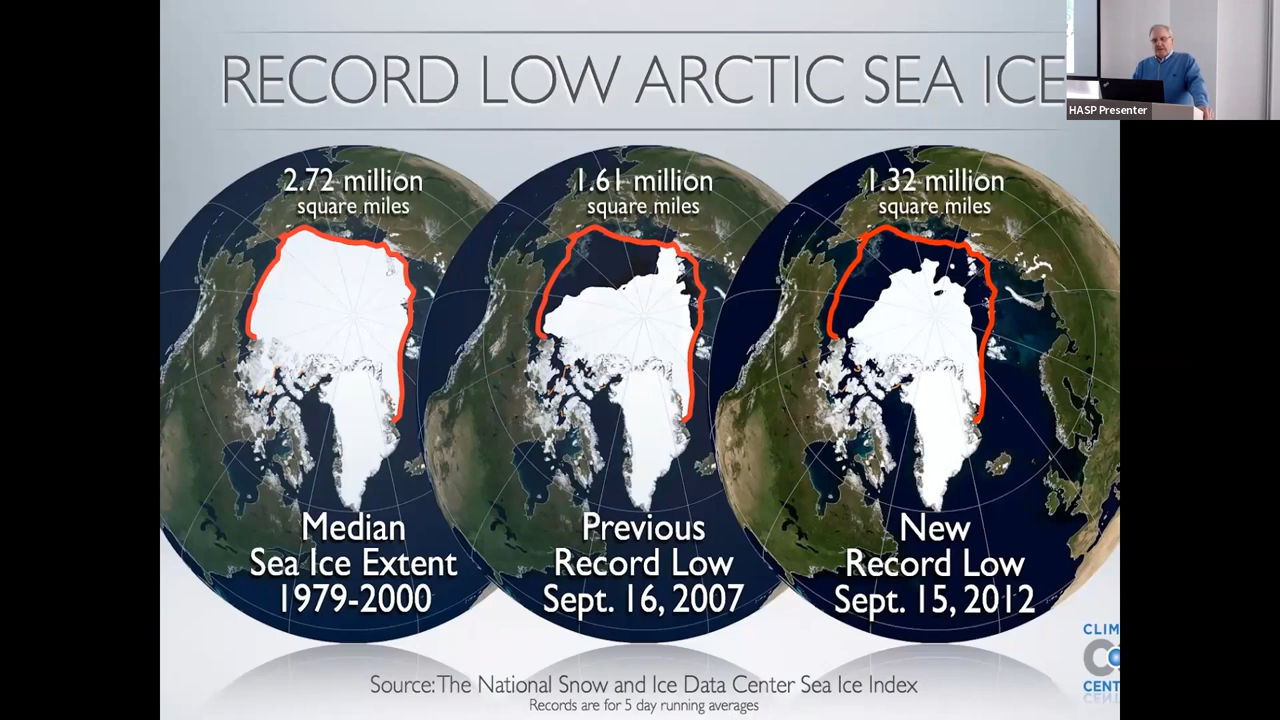 RECORD LOW ARCTIC SEA ICE
HASP Presenter
2.72 million
square miles
1.61 million
square miles
1.32 million
square miles
Median
Sea Ice Extent
1979-2000
Previous
Record Low
Sept. 16, 2007
New
Record Low
Sept. 15, 2012
CLIM
CENT
Source: The National Snow and Ice Data Center Sea Ice Index
Records are for 5 day running averages